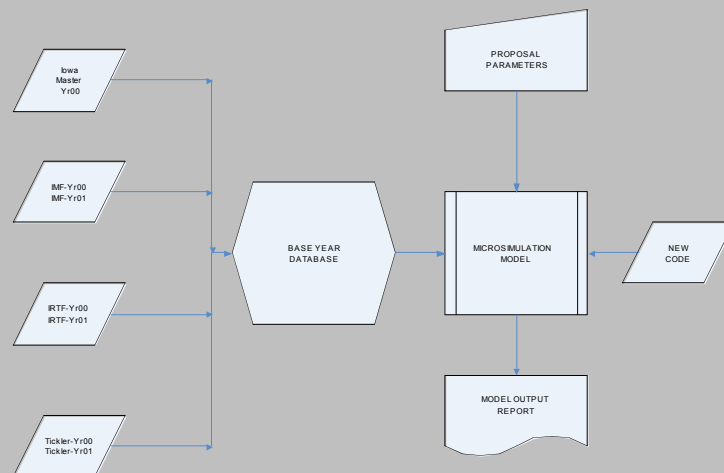 Iowa
Master
Yr00
IMF-Yr00
IMF-Yr01
IRTF-Yr00
IRTF-Yr01
Tickler-Yr00
Tickler-Yr01
BASE YEAR
DATABASE
PROPOSAL
PARAMETERS
MICROSIMULATION
MODEL
NEW
CODE
MODEL OUTPUT
REPORT